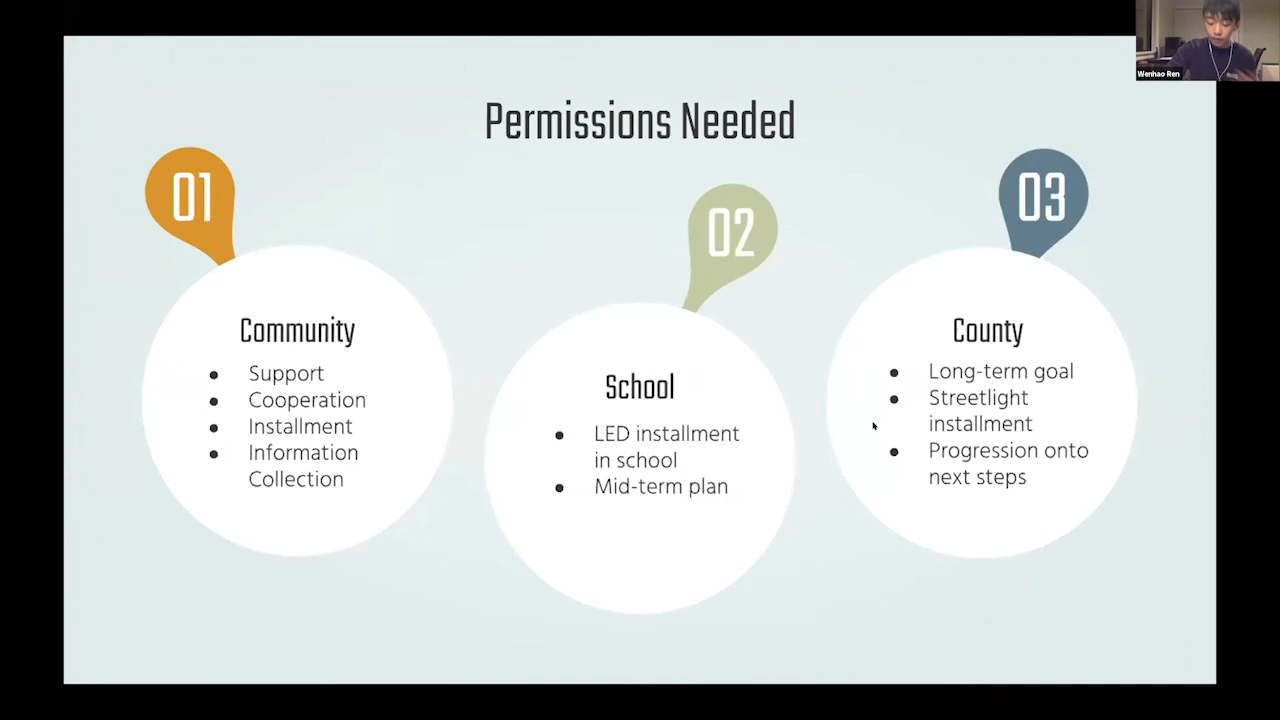 Wenhao Ren
Permissions Needed
01
Community
● Support
● Cooperation
● Installment
● Information
Collection
02
School
● LED installment
in school
● Mid-term plan
03
County
● Long-term goal
● Streetlight
installment
● Progression onto
next steps